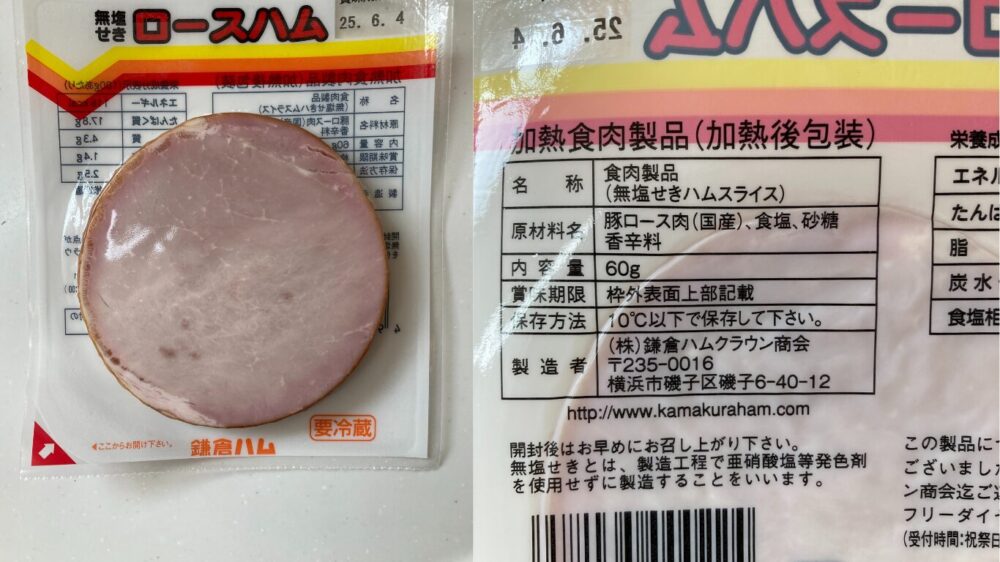 無塩せき
ロースハム
25.6.4
要冷蔵
◀ここからお開け下さい。
鎌倉ハム
25.6.4
ロースハム
加熱食肉製品(加熱後包装)
名称 食肉製品
(無塩せきハムスライス)
原材料名 豚ロース肉(国産)、食塩、砂糖
香辛料
内容量 60g
賞味期限 枠外表面上部記載
保存方法 10℃以下で保存して下さい。
製造者 (株)鎌倉ハムクラウン商会
〒235-0016
横浜市磯子区磯子6-40-12
http://www.kamakuraham.com
開封後はお早めにお召し上がり下さい。
無塩せきとは、製造工程で亜硝酸塩等発色剤
を使用せずに製造することをいいます。
栄養成
エネル
たんぱ
脂
炭水
食塩相
この製品に
ございまし
ン商会迄ご
フリーダイ
(受付時間:祝祭日